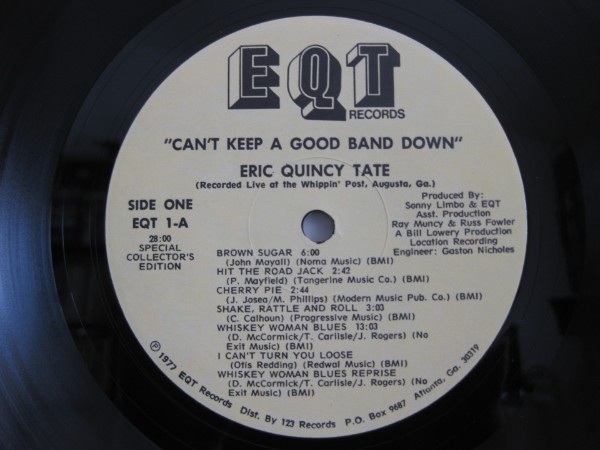 EQT
RECORDS
"CAN'T KEEP A GOOD BAND DOWN"
ERIC QUINCY TATE
(Recorded Live at the Whippin' Post, Augusta, Ga.)
SIDE ONE
EQT 1-A
28:00
SPECIAL
COLLECTOR'S
EDITION
Produced By:
Sonny Limbo & EQT
Asst. Production
Ray Muncy & Russ Fowler
A Bill Lowery Production
Location Recording
Engineer: Gaston Nicholes
BROWN SUGAR 6:00
(John Mayall) (Noma Music) (BMI)
HIT THE ROAD JACK 2:42
(P. Mayfield) (Tangerine Music Co.) (BMI)
CHERRY PIE 2:44
(J. Josea/M. Phillips) (Modern Music Pub. Co.) (BMI)
SHAKE, RATTLE AND ROLL 3:03
(C. Calhoun) (Progressive Music) (BMI)
WHISKEY WOMAN BLUES 13:03
(D. McCormick/T. Carlisle/J. Rogers) (No
Exit Music) (BMI)
I CAN'T TURN YOU LOOSE
(Otis Redding) (Redwal Music) (BMI)
WHISKEY WOMAN BLUES REPRISE
(D. McCormick/T. Carlisle/J. Rogers) (No
Exit Music) (BMI)
Ⓟ 1977 EQT Records Dist. By 123 Records P.O. Box 9687 Atlanta, Ga. 30319